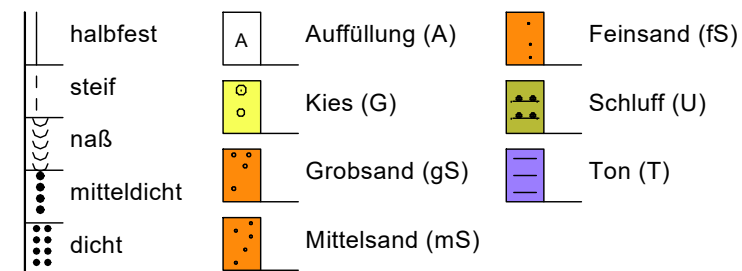 halbfest
steif
naß
mitteldicht
dicht
A Auffüllung (A)
Kies (G)
Grobsand (gS)
Mittelsand (mS)
Feinsand (fS)
Schluff (U)
Ton (T)